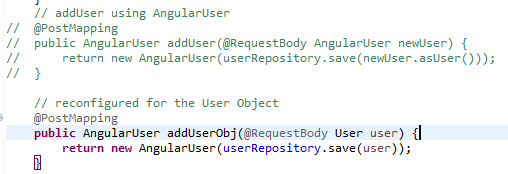 }
// addUser using AngularUser
//  @PostMapping
//  public AngularUser addUser(@RequestBody AngularUser newUser) {
//      return new AngularUser(userRepository.save(newUser.asUser()));
//  }
// reconfigured for the User Object
@PostMapping
public AngularUser addUserObj(@RequestBody User user) {
return new AngularUser(userRepository.save(user));
}